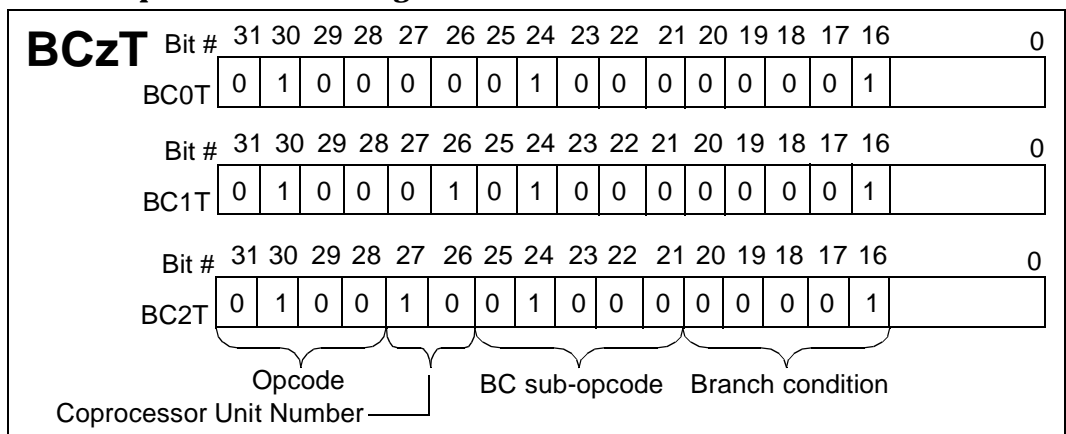 BCzT Bit # 31 30 29 28 27 26 25 24 23 22 21 20 19 18 17 16 0
BC0T 0 1 0 0 0 0 0 1 0 0 0 0 0 0 0 1
Bit # 31 30 29 28 27 26 25 24 23 22 21 20 19 18 17 16 0
BC1T 0 1 0 0 0 1 0 1 0 0 0 0 0 0 0 1
Bit # 31 30 29 28 27 26 25 24 23 22 21 20 19 18 17 16 0
BC2T 0 1 0 0 1 0 0 1 0 0 0 0 0 0 0 1
Opcode BC sub-opcode Branch condition
Coprocessor Unit Number